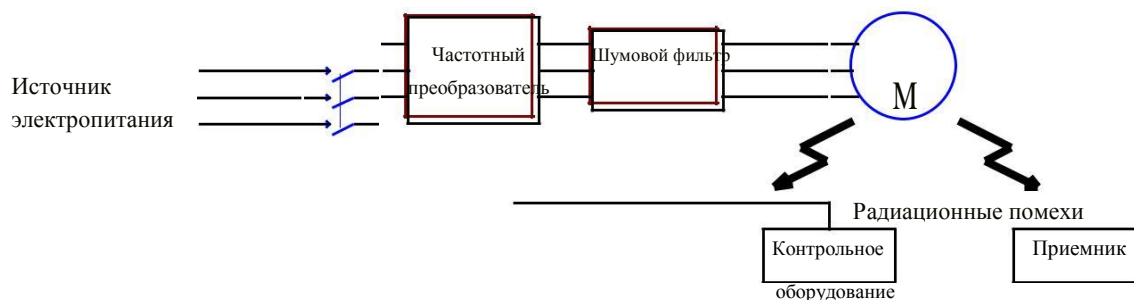 Источник
электропитания
Частотный
преобразователь
Шумовой фильтр
М
Радиационные помехи
Контрольное
оборудование
Приемник